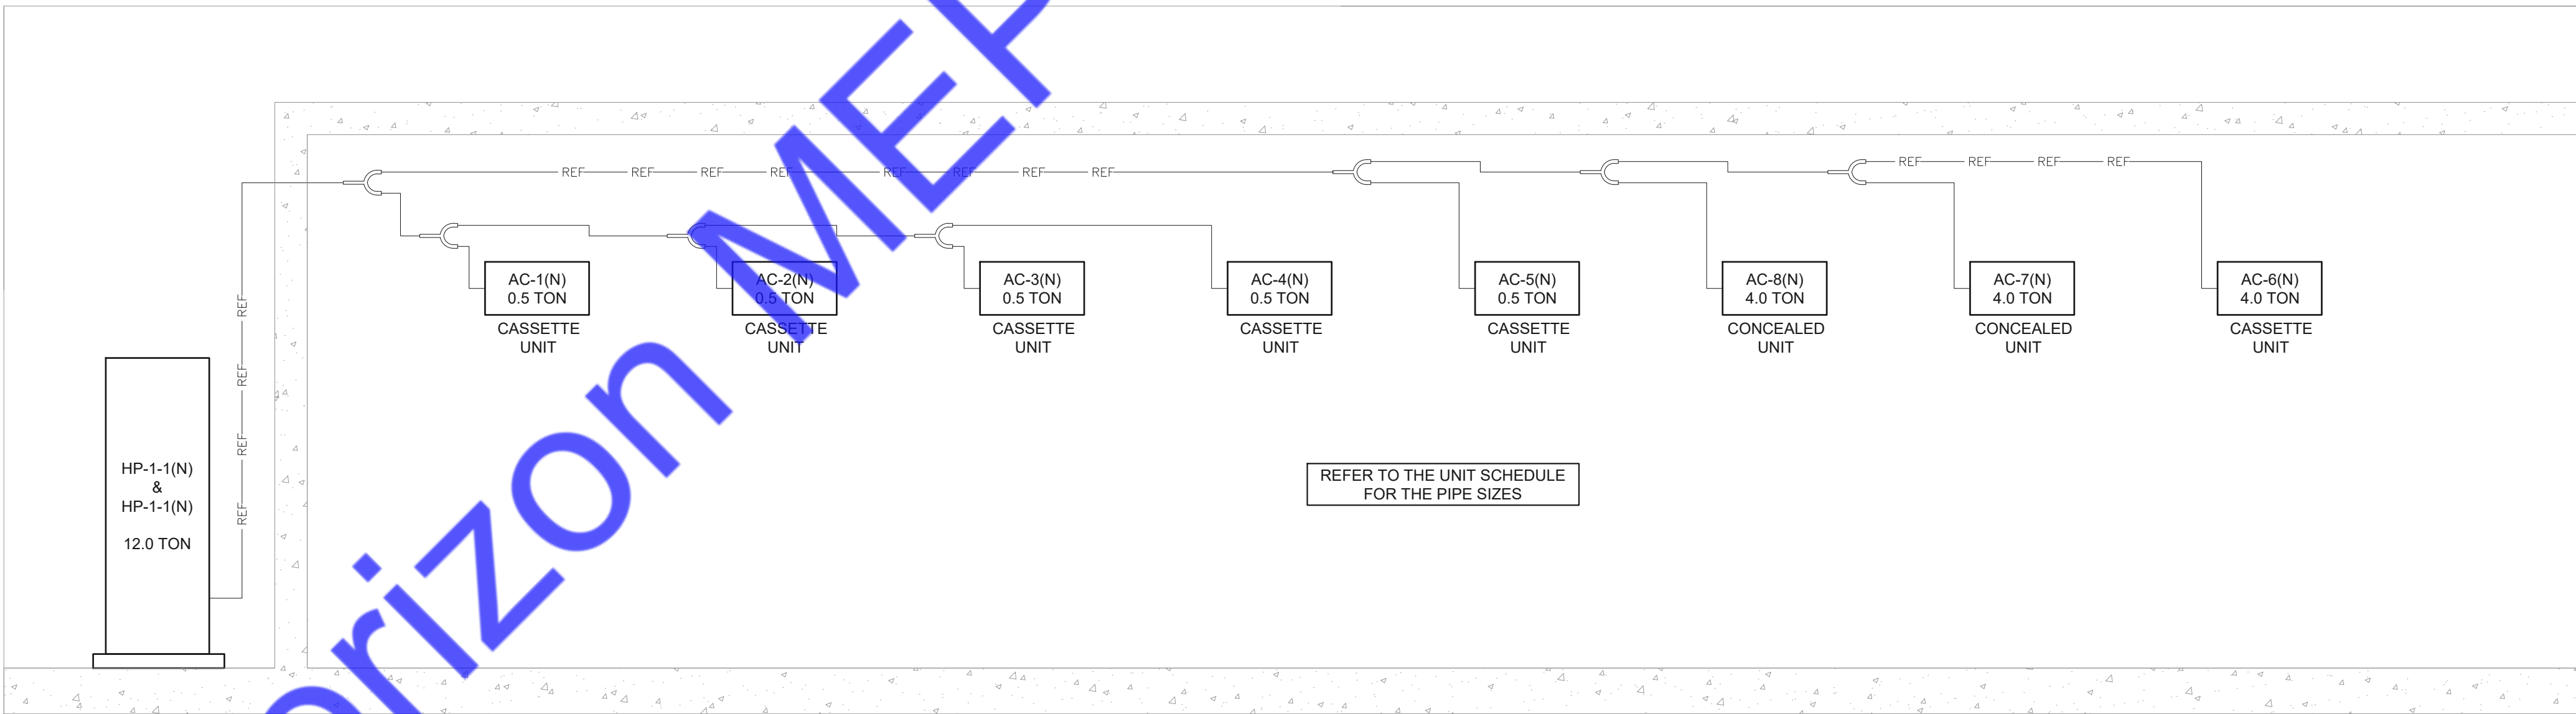 REF REF REF REF REF REF REF REF
REF REF REF REF
REF
REF
REF
REF
AC-1(N)
0.5 TON
CASSETTE
UNIT
AC-2(N)
0.5 TON
CASSETTE
UNIT
AC-3(N)
0.5 TON
CASSETTE
UNIT
AC-4(N)
0.5 TON
CASSETTE
UNIT
AC-5(N)
0.5 TON
CASSETTE
UNIT
AC-8(N)
4.0 TON
CONCEALED
UNIT
AC-7(N)
4.0 TON
CONCEALED
UNIT
AC-6(N)
4.0 TON
CASSETTE
UNIT
HP-1-1(N)
&
HP-1-1(N)
12.0 TON
REFER TO THE UNIT SCHEDULE
FOR THE PIPE SIZES
orizon MEP